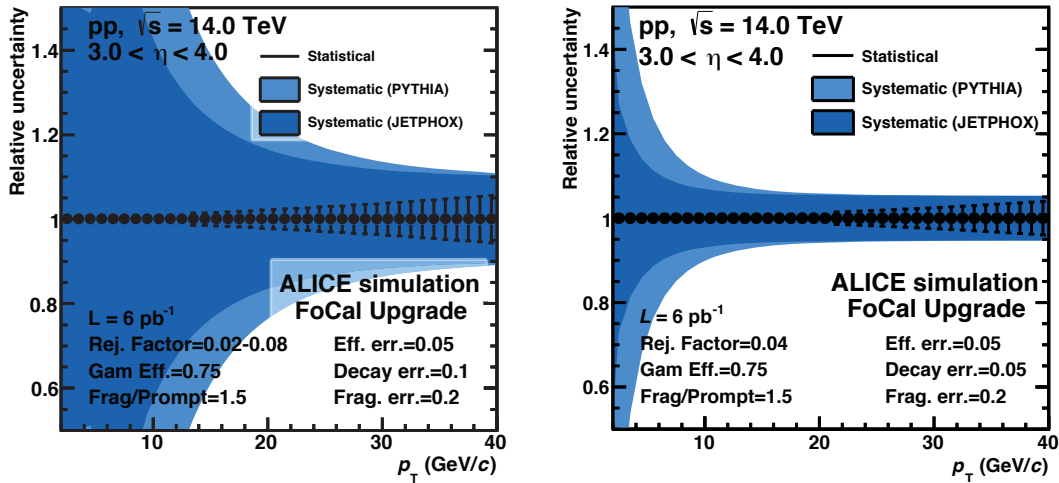 pp, √s = 14.0 TeV
3.0 < η < 4.0
Statistical
Systematic (PYTHIA)
Systematic (JETPHOX)
Relative uncertainty
1.4
1.2
1
0.8
0.6
ALICE simulation
FoCal Upgrade
L = 6 pb⁻¹
Rej. Factor=0.02-0.08
Gam Eff.=0.75
Frag/Prompt=1.5
Eff. err.=0.05
Decay err.=0.1
Frag. err.=0.2
10 20 30 40
p_T (GeV/c)
pp, √s = 14.0 TeV
3.0 < η < 4.0
Statistical
Systematic (PYTHIA)
Systematic (JETPHOX)
Relative uncertainty
1.4
1.2
1
0.8
0.6
ALICE simulation
FoCal Upgrade
L = 6 pb⁻¹
Rej. Factor=0.04
Gam Eff.=0.75
Frag/Prompt=1.5
Eff. err.=0.05
Decay err.=0.05
Frag. err.=0.2
10 20 30 40
p_T (GeV/c)